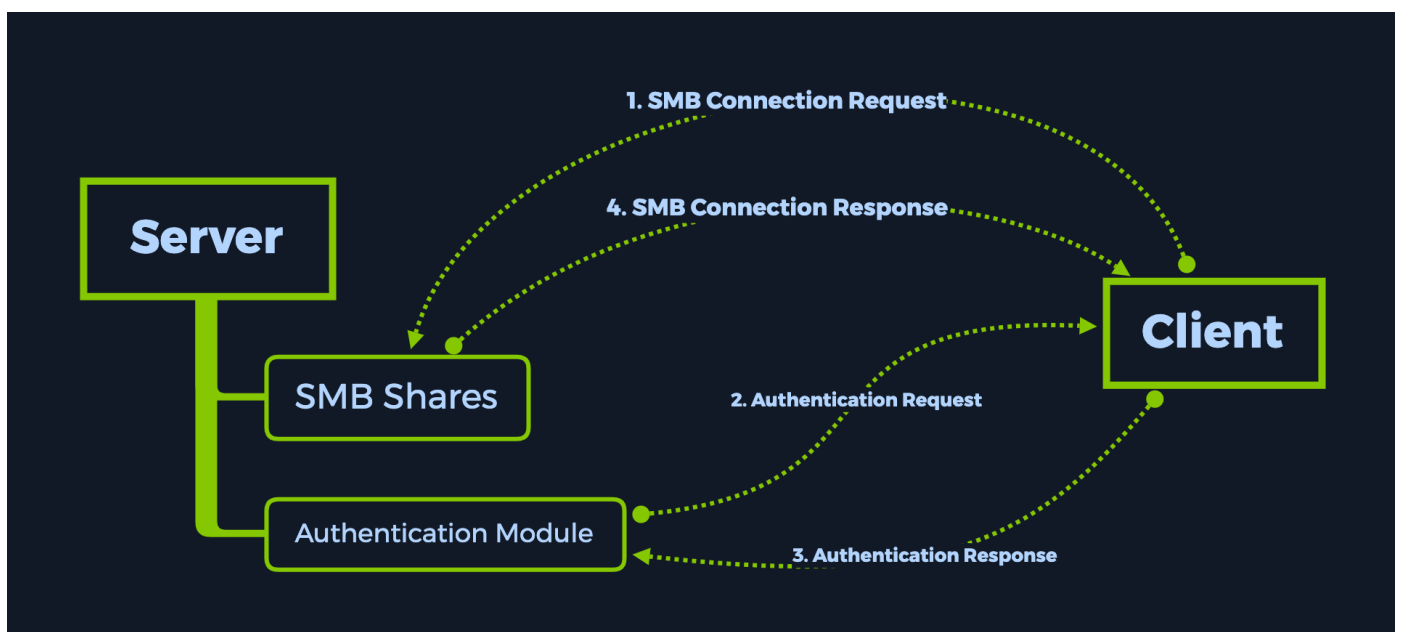 1. SMB Connection Request
4. SMB Connection Response
Server
Client
SMB Shares
2. Authentication Request
Authentication Module
3. Authentication Response